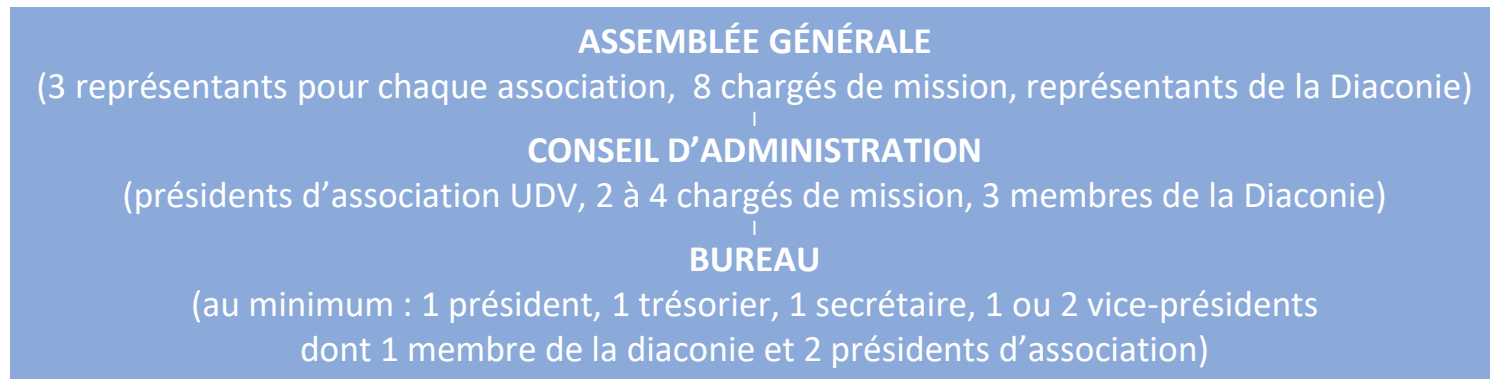 ASSEMBLÉE GÉNÉRALE
(3 représentants pour chaque association, 8 chargés de mission, représentants de la Diaconie)
CONSEIL D’ADMINISTRATION
(présidents d’association UDV, 2 à 4 chargés de mission, 3 membres de la Diaconie)
BUREAU
(au minimum : 1 président, 1 trésorier, 1 secrétaire, 1 ou 2 vice-présidents
dont 1 membre de la diaconie et 2 présidents d’association)